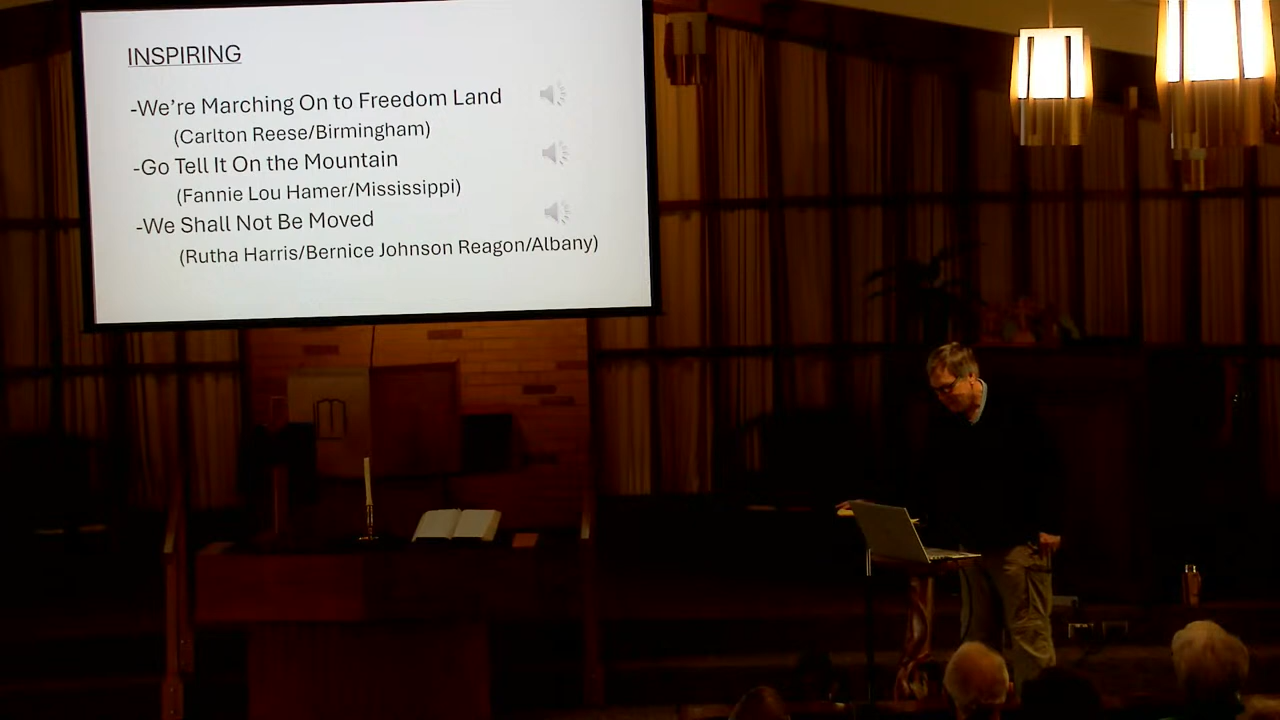 INSPIRING
-We're Marching On to Freedom Land
(Carlton Reese/Birmingham)
-Go Tell It On the Mountain
(Fannie Lou Hamer/Mississippi)
-We Shall Not Be Moved
(Rutha Harris/Bernice Johnson Reagon/Albany)